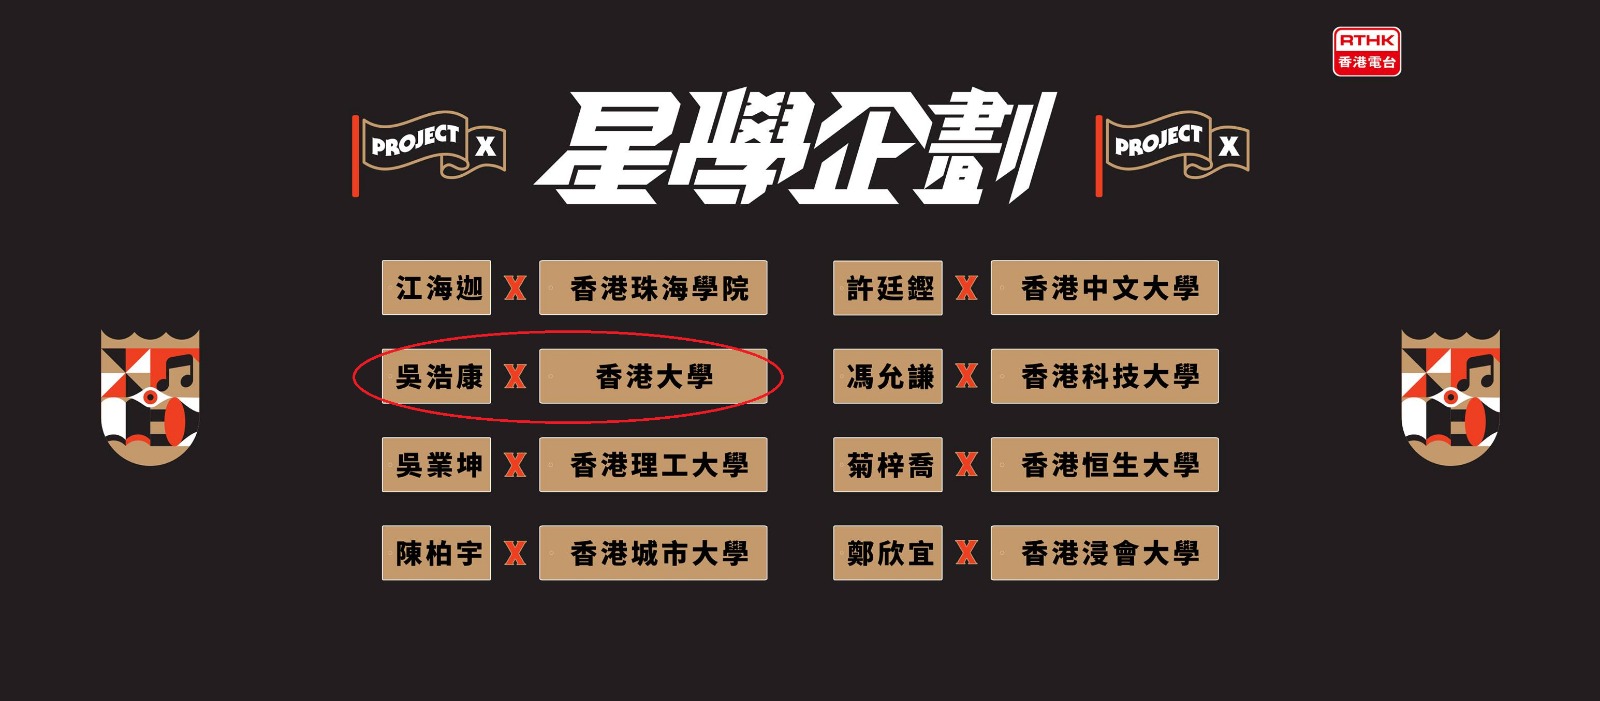 RTHK
香港電台
PROJECT X
星學企劃
PROJECT X
江海迦 X 香港珠海學院
許廷鏗 X 香港中文大學
吳浩康 X 香港大學
馮允謙 X 香港科技大學
吳業坤 X 香港理工大學
菊梓喬 X 香港恒生大學
陳柏宇 X 香港城市大學
鄭欣宜 X 香港浸會大學